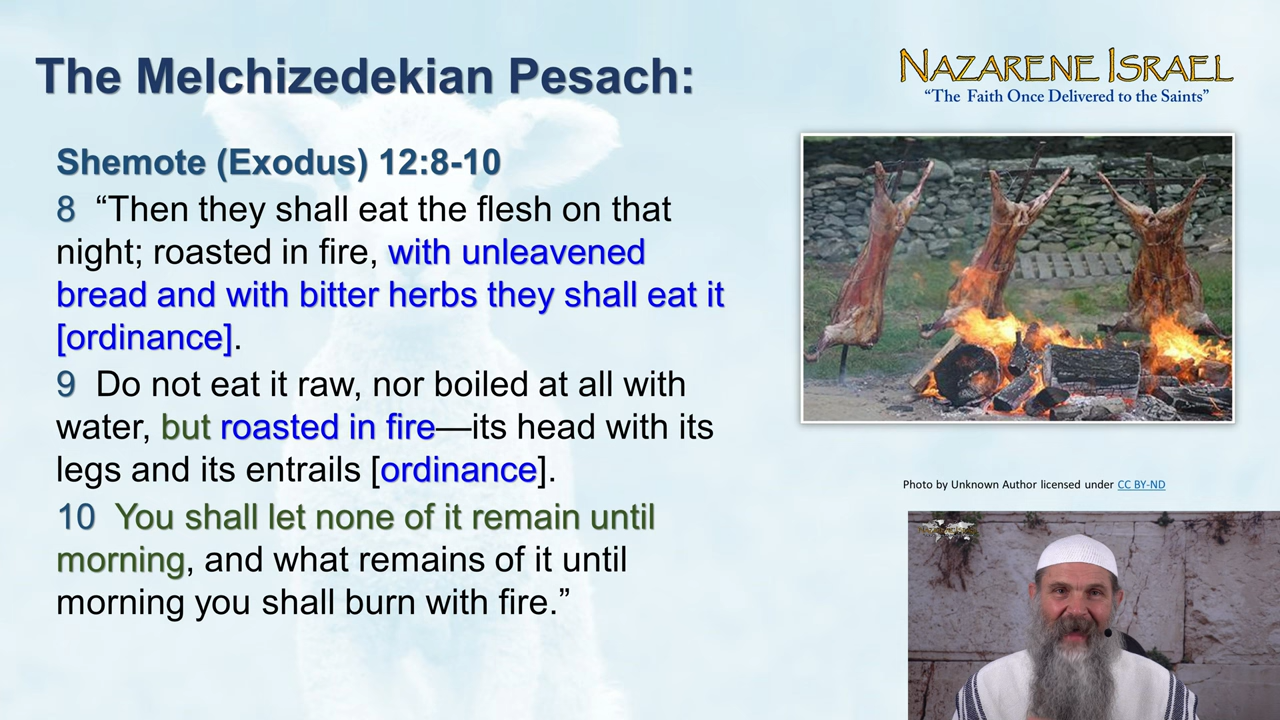 The Melchizedekian Pesach:
NAZARENE ISRAEL
“The Faith Once Delivered to the Saints”
Shemote (Exodus) 12:8-10
8 “Then they shall eat the flesh on that
night; roasted in fire, with unleavened
bread and with bitter herbs they shall eat it
[ordinance].
9 Do not eat it raw, nor boiled at all with
water, but roasted in fire—its head with its
legs and its entrails [ordinance].
10 You shall let none of it remain until
morning, and what remains of it until
morning you shall burn with fire.”
Photo by Unknown Author licensed under CC BY-ND